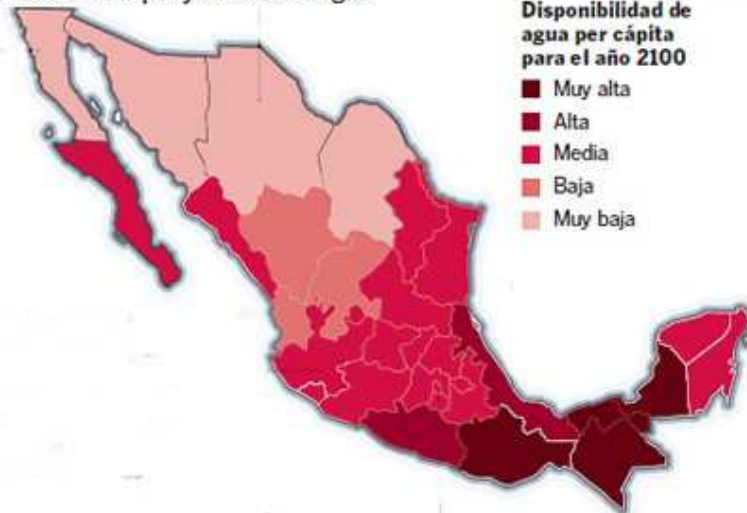 Disponibilidad de
agua per cápita
para el año 2100
Muy alta
Alta
Media
Baja
Muy baja